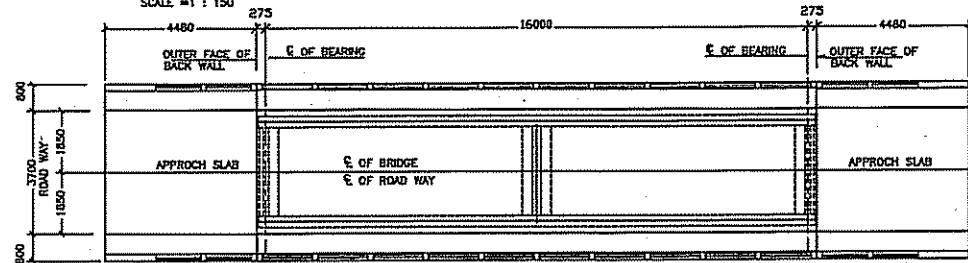 SCALE =1 : 150
275
275
4480
16000
4480
OUTER FACE OF
BACK WALL
℄ OF BEARING
℄ OF BEARING
OUTER FACE OF
BACK WALL
800
3700
ROAD WAY
1850
1850
800
APPROCH SLAB
℄ OF BRIDGE
℄ OF ROAD WAY
APPROCH SLAB